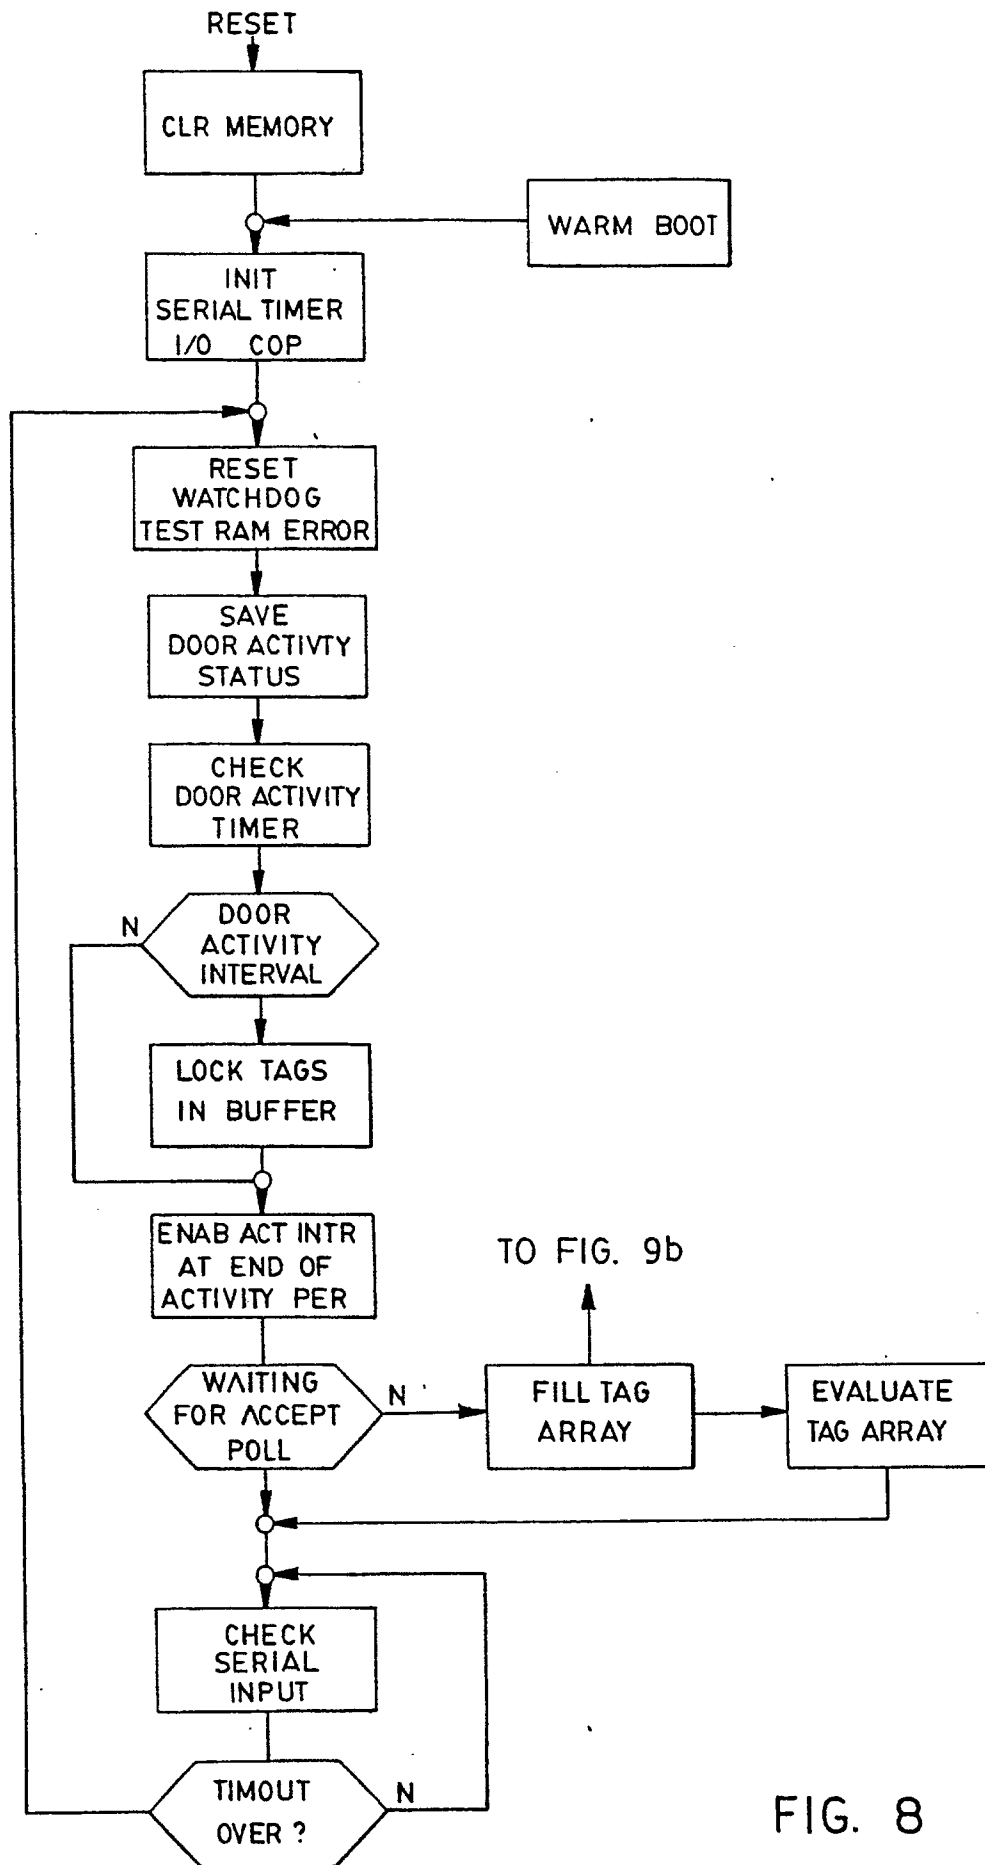 RESET
CLR MEMORY
WARM BOOT
INIT
SERIAL TIMER
I/O COP
RESET
WATCHDOG
TEST RAM ERROR
SAVE
DOOR ACTIVTY
STATUS
CHECK
DOOR ACTIVITY
TIMER
N
DOOR
ACTIVITY
INTERVAL
LOCK TAGS
IN BUFFER
ENAB ACT INTR
AT END OF
ACTIVITY PER
TO FIG. 9b
WAITING
FOR ACCEPT
POLL
N
FILL TAG
ARRAY
EVALUATE
TAG ARRAY
CHECK
SERIAL
INPUT
TIMOUT
OVER ?
N
FIG. 8